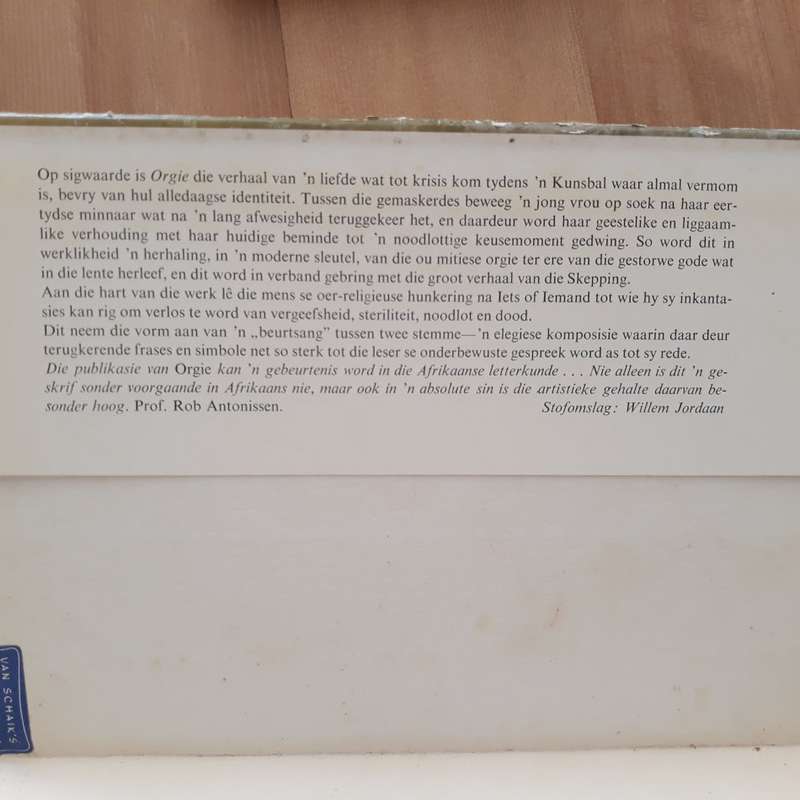 Op sigwaarde is Orgie die verhaal van 'n liefde wat tot krisis kom tydens 'n Kunsbal waar almal vermom
is, bevry van hul alledaagse identiteit. Tussen die gemaskerdes beweeg 'n jong vrou op soek na haar eer-
tydse minnaar wat na 'n lang afwesigheid teruggekeer het, en daardeur word haar geestelike en liggaam-
like verhouding met haar huidige beminde tot 'n noodlottige keusemoment gedwing. So word dit in
werklikheid 'n herhaling, in 'n moderne sleutel, van die ou mitiese orgie ter ere van die gestorwe gode wat
in die lente herleef, en dit word in verband gebring met die groot verhaal van die Skepping.
Aan die hart van die werk lê die mens se oer-religieuse hunkering na Iets of Iemand tot wie hy sy inkanta-
sies kan rig om verlos te word van vergeefsheid, steriliteit, noodlot en dood.
Dit neem die vorm aan van 'n „beurtsang” tussen twee stemme—'n elegiese komposisie waarin daar deur
terugkerende frases en simbole net so sterk tot die leser se onderbewuste gespreek word as tot sy rede.
Die publikasie van Orgie kan 'n gebeurtenis word in die Afrikaanse letterkunde . . . Nie alleen is dit 'n ge-
skrif sonder voorgaande in Afrikaans nie, maar ook in 'n absolute sin is die artistieke gehalte daarvan be-
sonder hoog. Prof. Rob Antonissen. Stofomslag: Willem Jordaan
VAN SCHAIK'S